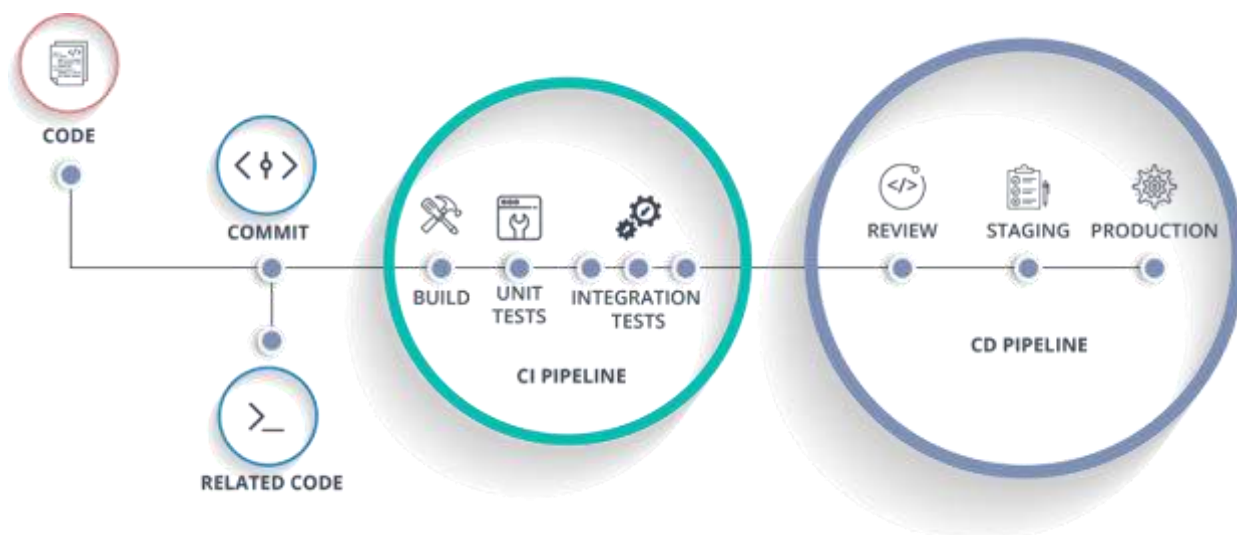 CODE
COMMIT
RELATED CODE
BUILD
UNIT
TESTS
INTEGRATION
TESTS
CI PIPELINE
REVIEW
STAGING
PRODUCTION
CD PIPELINE